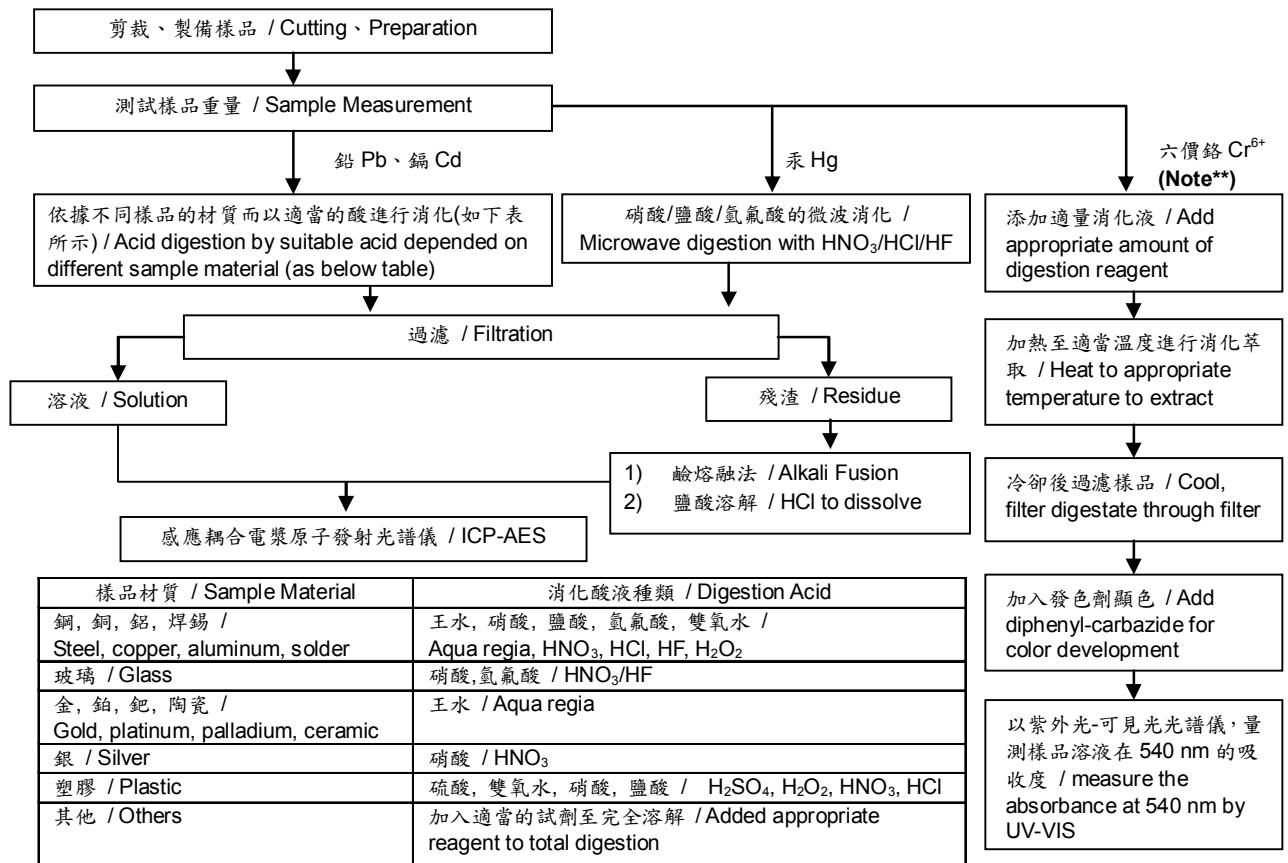 剪裁、製備樣品 / Cutting、Preparation
測試樣品重量 / Sample Measurement
鉛 Pb、鎘 Cd
汞 Hg
六價鉻 Cr⁶⁺
(Note**)
依據不同樣品的材質而以適當的酸進行消化(如下表
所示) / Acid digestion by suitable acid depended on
different sample material (as below table)
硝酸/鹽酸/氫氟酸的微波消化 /
Microwave digestion with HNO₃/HCl/HF
添加適量消化液 / Add
appropriate amount of
digestion reagent
過濾 / Filtration
加熱至適當溫度進行消化萃
取 / Heat to appropriate
temperature to extract
溶液 / Solution
殘渣 / Residue
1) 鹼熔融法 / Alkali Fusion
2) 鹽酸溶解 / HCl to dissolve
冷卻後過濾樣品 / Cool,
filter digestate through filter
感應耦合電漿原子發射光譜儀 / ICP-AES
加入發色劑顯色 / Add
diphenyl-carbazide for
color development
以紫外光-可見光光譜儀，量
測樣品溶液在 540 nm 的吸
收度 / measure the
absorbance at 540 nm by
UV-VIS
樣品材質 / Sample Material
消化酸液種類 / Digestion Acid
鋼, 銅, 鋁, 焊錫 /
Steel, copper, aluminum, solder
王水, 硝酸, 鹽酸, 氫氟酸, 雙氧水 /
Aqua regia, HNO₃, HCl, HF, H₂O₂
玻璃 / Glass
硝酸,氫氟酸 / HNO₃/HF
金, 鉑, 鈀, 陶瓷 /
Gold, platinum, palladium, ceramic
王水 / Aqua regia
銀 / Silver
硝酸 / HNO₃
塑膠 / Plastic
硫酸, 雙氧水, 硝酸, 鹽酸 / H₂SO₄, H₂O₂, HNO₃, HCl
其他 / Others
加入適當的試劑至完全溶解 / Added appropriate
reagent to total digestion